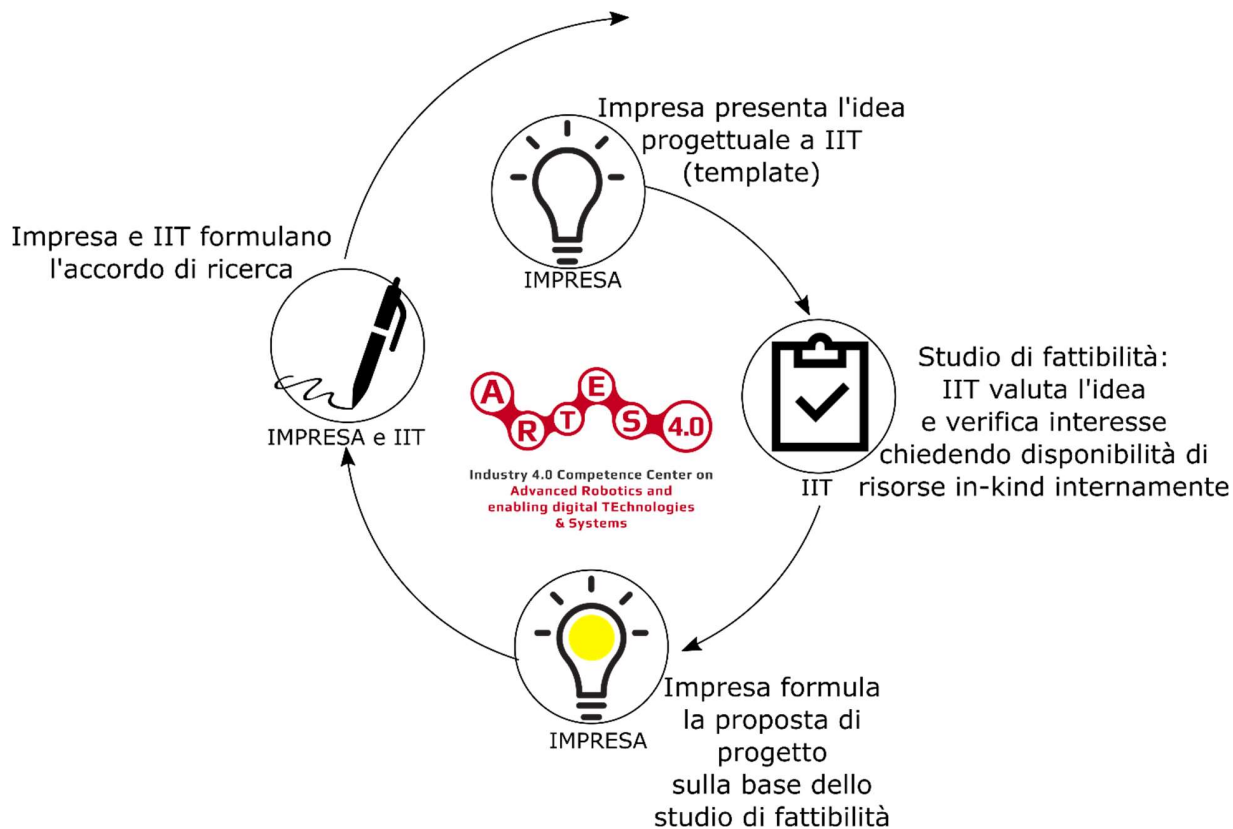 Impresa presenta l'idea
progettuale a IIT
(template)
IMPRESA
Studio di fattibilità:
IIT valuta l'idea
e verifica interesse
chiedendo disponibilità di
risorse in-kind internamente
IIT
Impresa formula
la proposta di
progetto
sulla base dello
studio di fattibilità
IMPRESA
Impresa e IIT formulano
l'accordo di ricerca
IMPRESA e IIT
ARTES 4.0
Industry 4.0 Competence Center on
Advanced Robotics and
enabling digital TEchnologies
& Systems